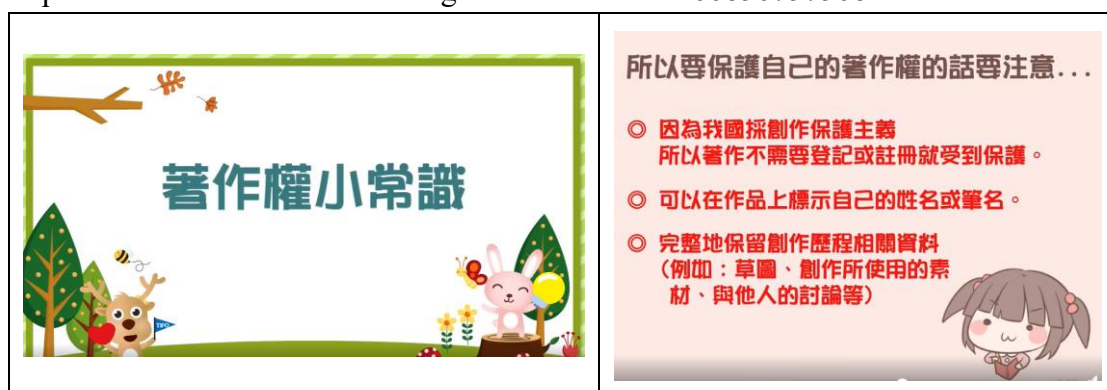 著作權小常識
TIPO
所以要保護自己的著作權的話要注意...
◎ 因為我國採創作保護主義
所以著作不需要登記或註冊就受到保護。
◎ 可以在作品上標示自己的姓名或筆名。
◎ 完整地保留創作歷程相關資料
(例如：草圖、創作所使用的素
材、與他人的討論等)